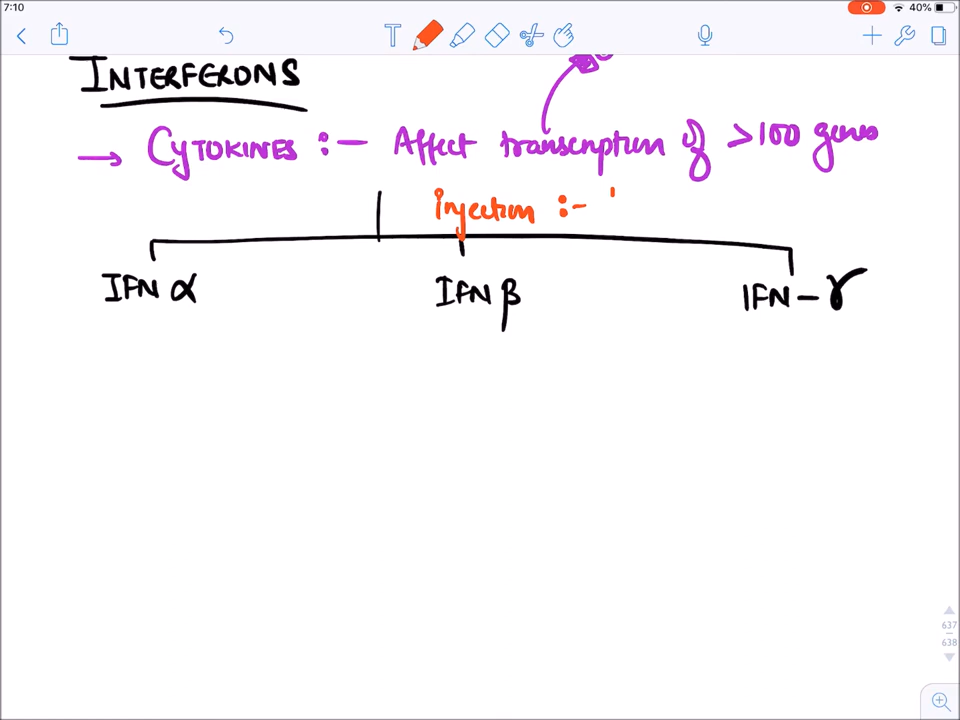 7:10
40%
T
INTERFERONS
→ CYTOKINES :- Affect transcription of >100 genes
injection :- '
IFN α
IFN β
IFN - γ
637
638